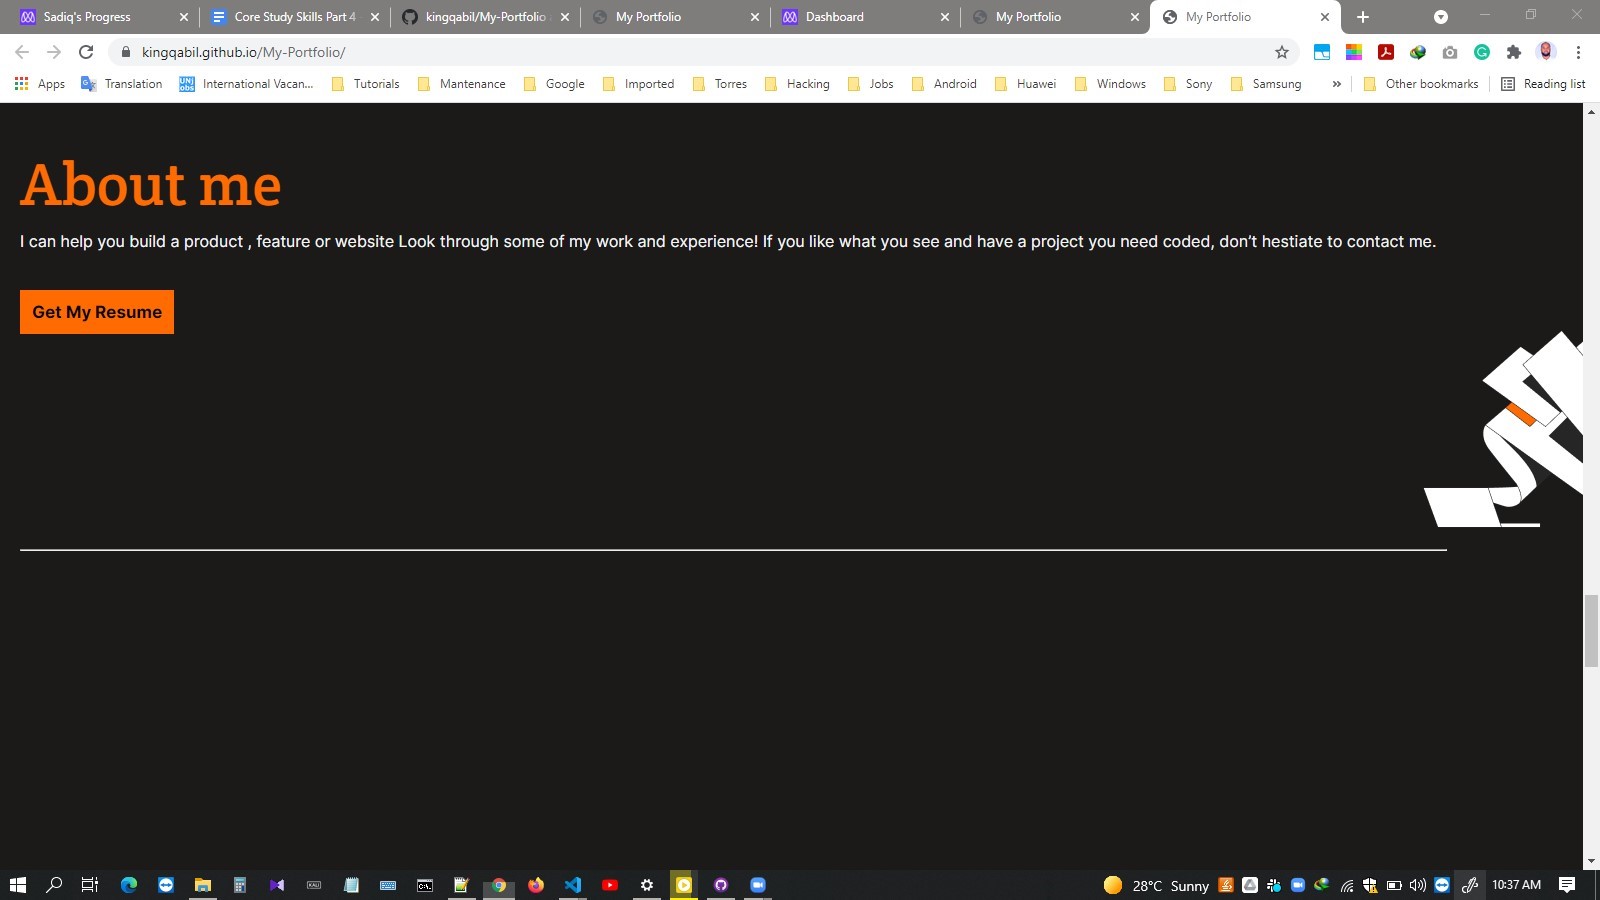 Sadiq's Progress
Core Study Skills Part 4
kingqabil/My-Portfolio
My Portfolio
Dashboard
My Portfolio
My Portfolio
kingqabil.github.io/My-Portfolio/
Apps
Translation
UNJ obs
International Vacan...
Tutorials
Mantenance
Google
Imported
Torres
Hacking
Jobs
Android
Huawei
Windows
Sony
Samsung
»
Other bookmarks
Reading list
About me
I can help you build a product , feature or website Look through some of my work and experience! If you like what you see and have a project you need coded, don’t hestiate to contact me.
Get My Resume
28°C Sunny
10:37 AM